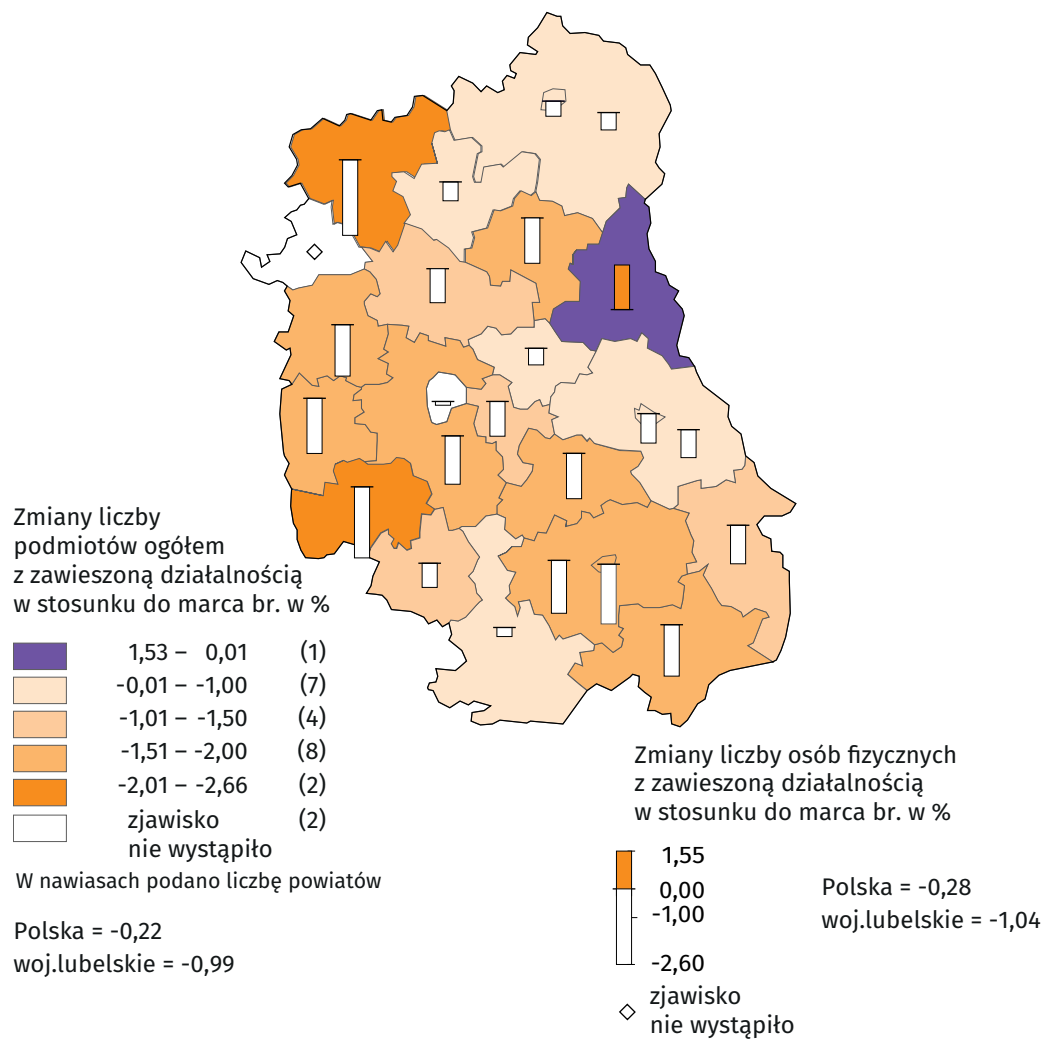 Zmiany liczby
podmiotów ogółem
z zawieszoną działalnością
w stosunku do marca br. w %
1,53 – 0,01 (1)
-0,01 – -1,00 (7)
-1,01 – -1,50 (4)
-1,51 – -2,00 (8)
-2,01 – -2,66 (2)
zjawisko (2)
nie wystąpiło
W nawiasach podano liczbę powiatów
Polska = -0,22
woj.lubelskie = -0,99
Zmiany liczby osób fizycznych
z zawieszoną działalnością
w stosunku do marca br. w %
1,55
0,00
-1,00
-2,60
zjawisko
nie wystąpiło
Polska = -0,28
woj.lubelskie = -1,04